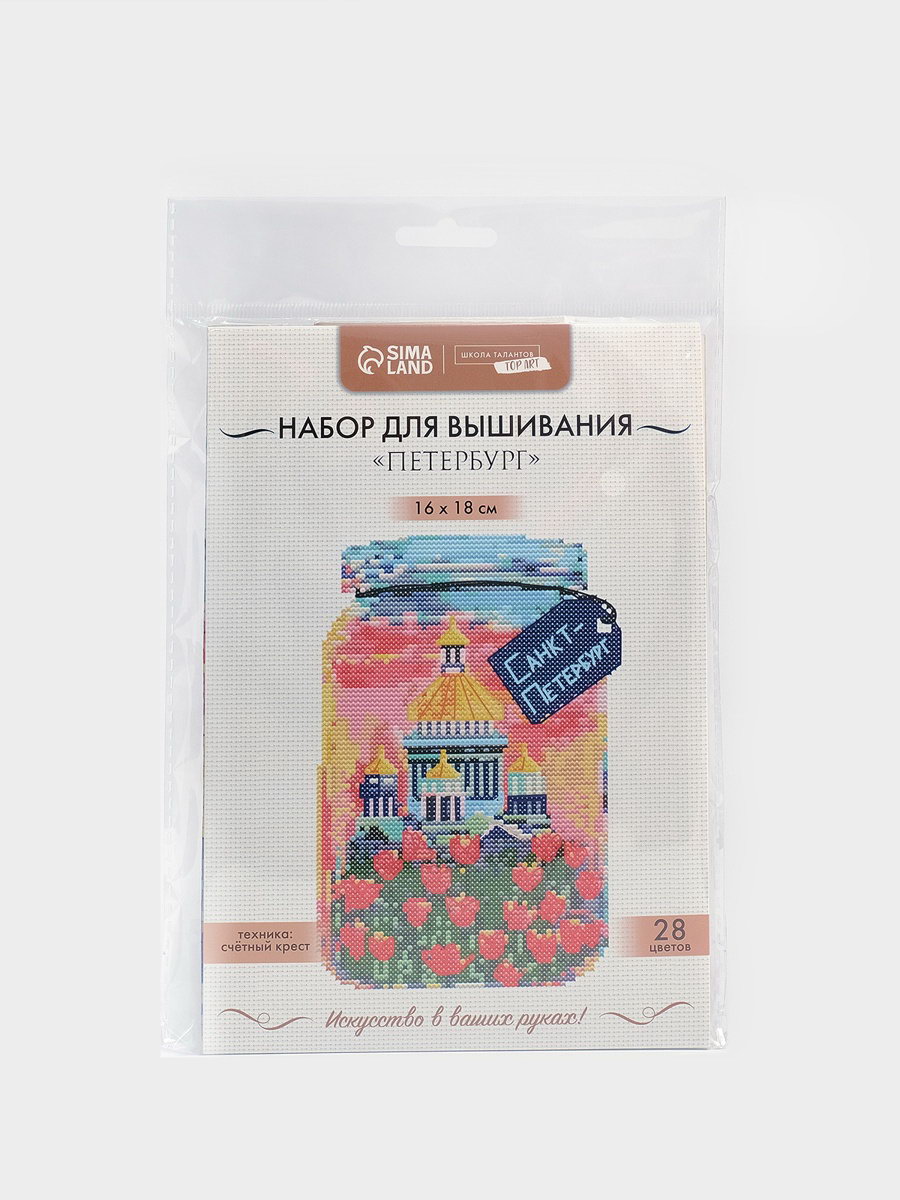 SIMA
LAND
ШКОЛА ТАЛАНТОВ
TOP ART
НАБОР ДЛЯ ВЫШИВАНИЯ
«ПЕТЕРБУРГ»
16 х 18 см
САНКТ-
ПЕТЕРБУРГ
техника:
счётный крест
28
цветов
Искусство в ваших руках!